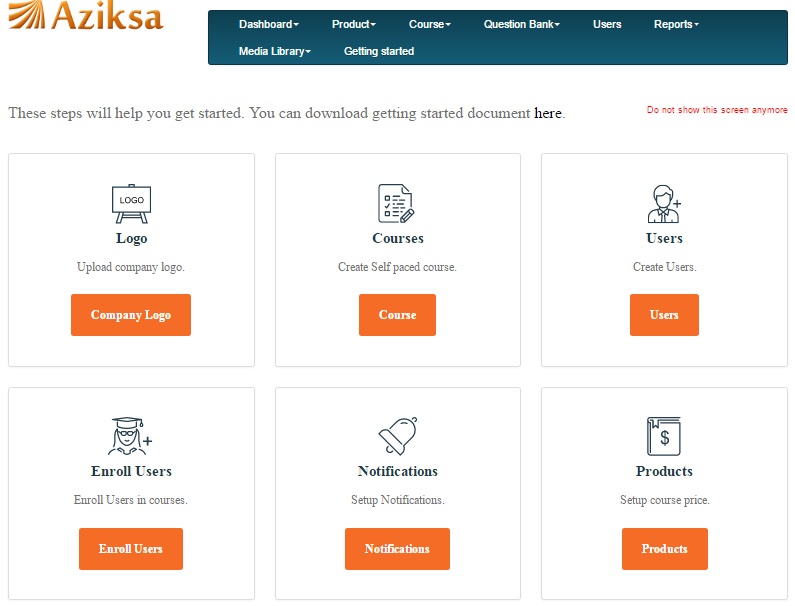 Aziksa
Dashboard Product Course Question Bank Users Reports
Media Library Getting started
These steps will help you get started. You can download getting started document here.
Do not show this screen anymore
LOGO
Logo
Upload company logo.
Company Logo
Courses
Create Self paced course.
Course
Users
Create Users.
Users
Enroll Users
Enroll Users in courses.
Enroll Users
Notifications
Setup Notifications.
Notifications
$
Products
Setup course price.
Products